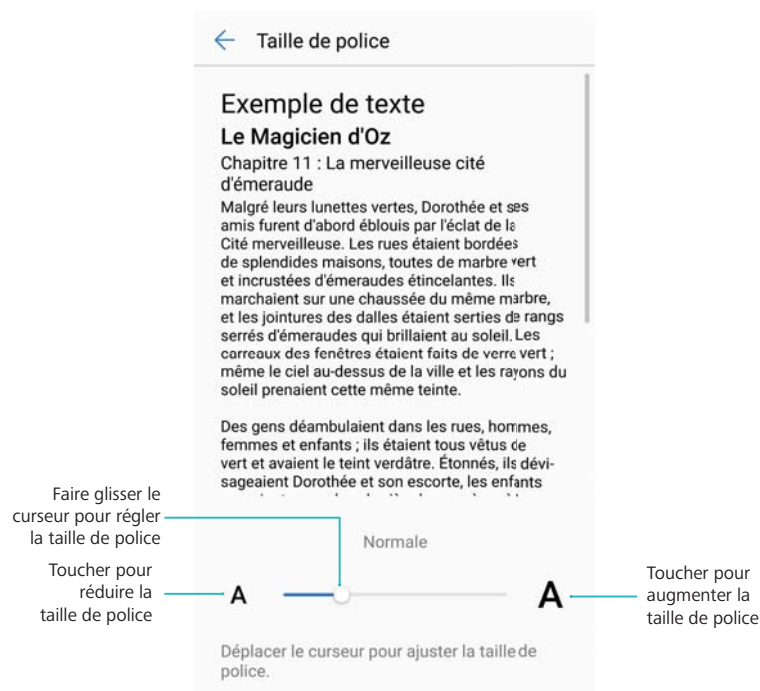 Taille de police
Exemple de texte
Le Magicien d'Oz
Chapitre 11 : La merveilleuse cité
d'émeraude
Malgré leurs lunettes vertes, Dorothée et ses
amis furent d'abord éblouis par l'éclat de la
Cité merveilleuse. Les rues étaient bordées
de splendides maisons, toutes de marbre vert
et incrustées d'émeraudes étincelantes. Ils
marchaient sur une chaussée du même marbre,
et les jointures des dalles étaient serties de rangs
serrés d'émeraudes qui brillaient au soleil. Les
carreaux des fenêtres étaient faits de verre vert ;
même le ciel au-dessus de la ville et les rayons du
soleil prenaient cette même teinte.
Des gens déambulaient dans les rues, hommes,
femmes et enfants ; ils étaient tous vêtus de
vert et avaient le teint verdâtre. Étonnés, ils dévi-
sageaient Dorothée et son escorte, les enfants
Faire glisser le
curseur pour régler
la taille de police
Normale
Toucher pour
réduire la
taille de police
A
A
Toucher pour
augmenter la
taille de police
Déplacer le curseur pour ajuster la taille de
police.